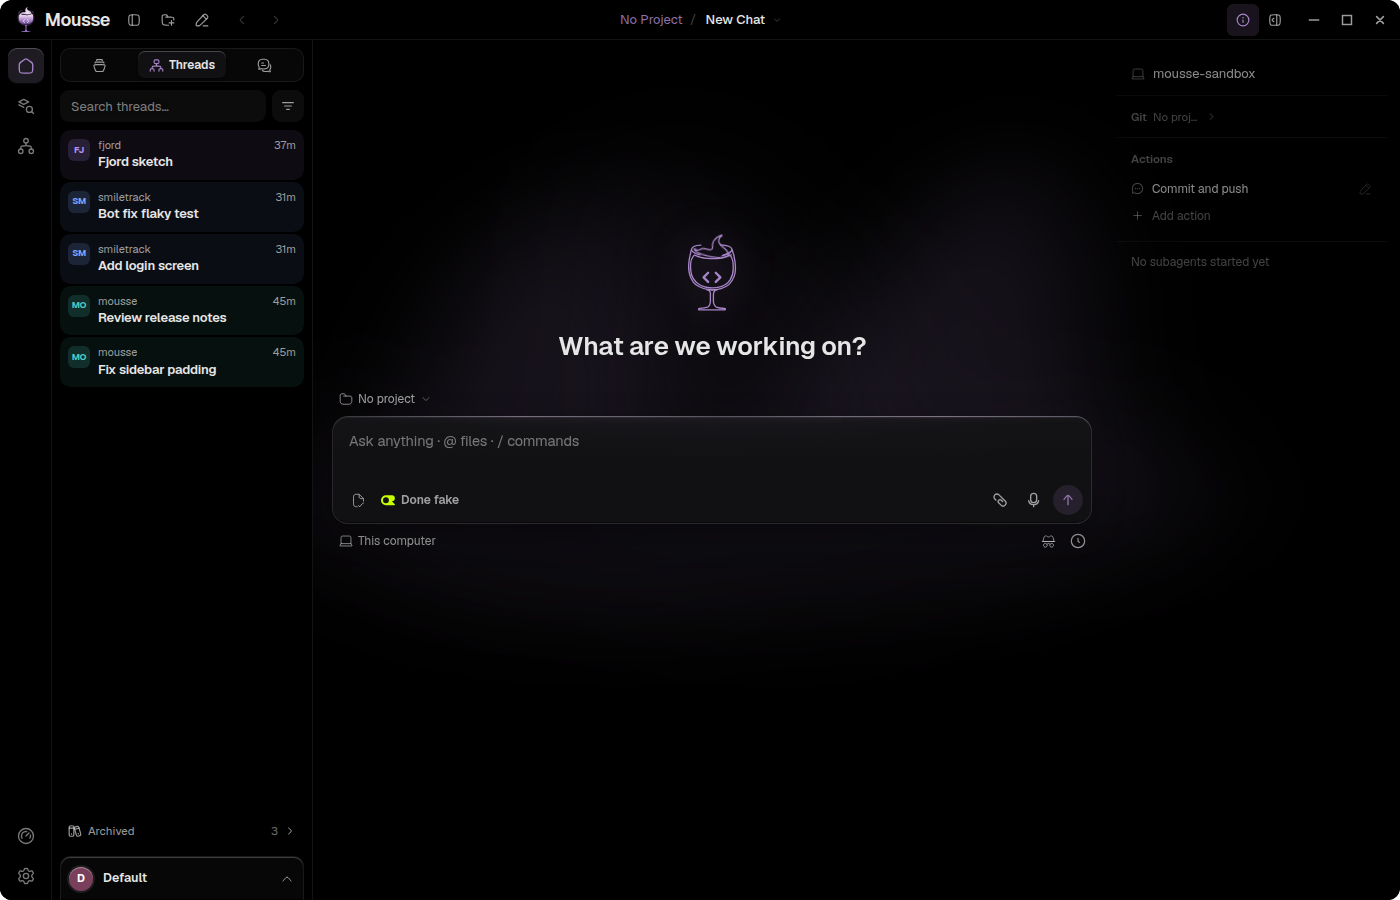 Mousse
No Project / New Chat
Threads
Search threads...
FJ fjord 37m
Fjord sketch
SM smiletrack 31m
Bot fix flaky test
SM smiletrack 31m
Add login screen
MO mousse 45m
Review release notes
MO mousse 45m
Fix sidebar padding
Archived 3
D Default
What are we working on?
No project
Ask anything · @ files · / commands
Done fake
This computer
mousse-sandbox
Git No proj...
Actions
Commit and push
Add action
No subagents started yet